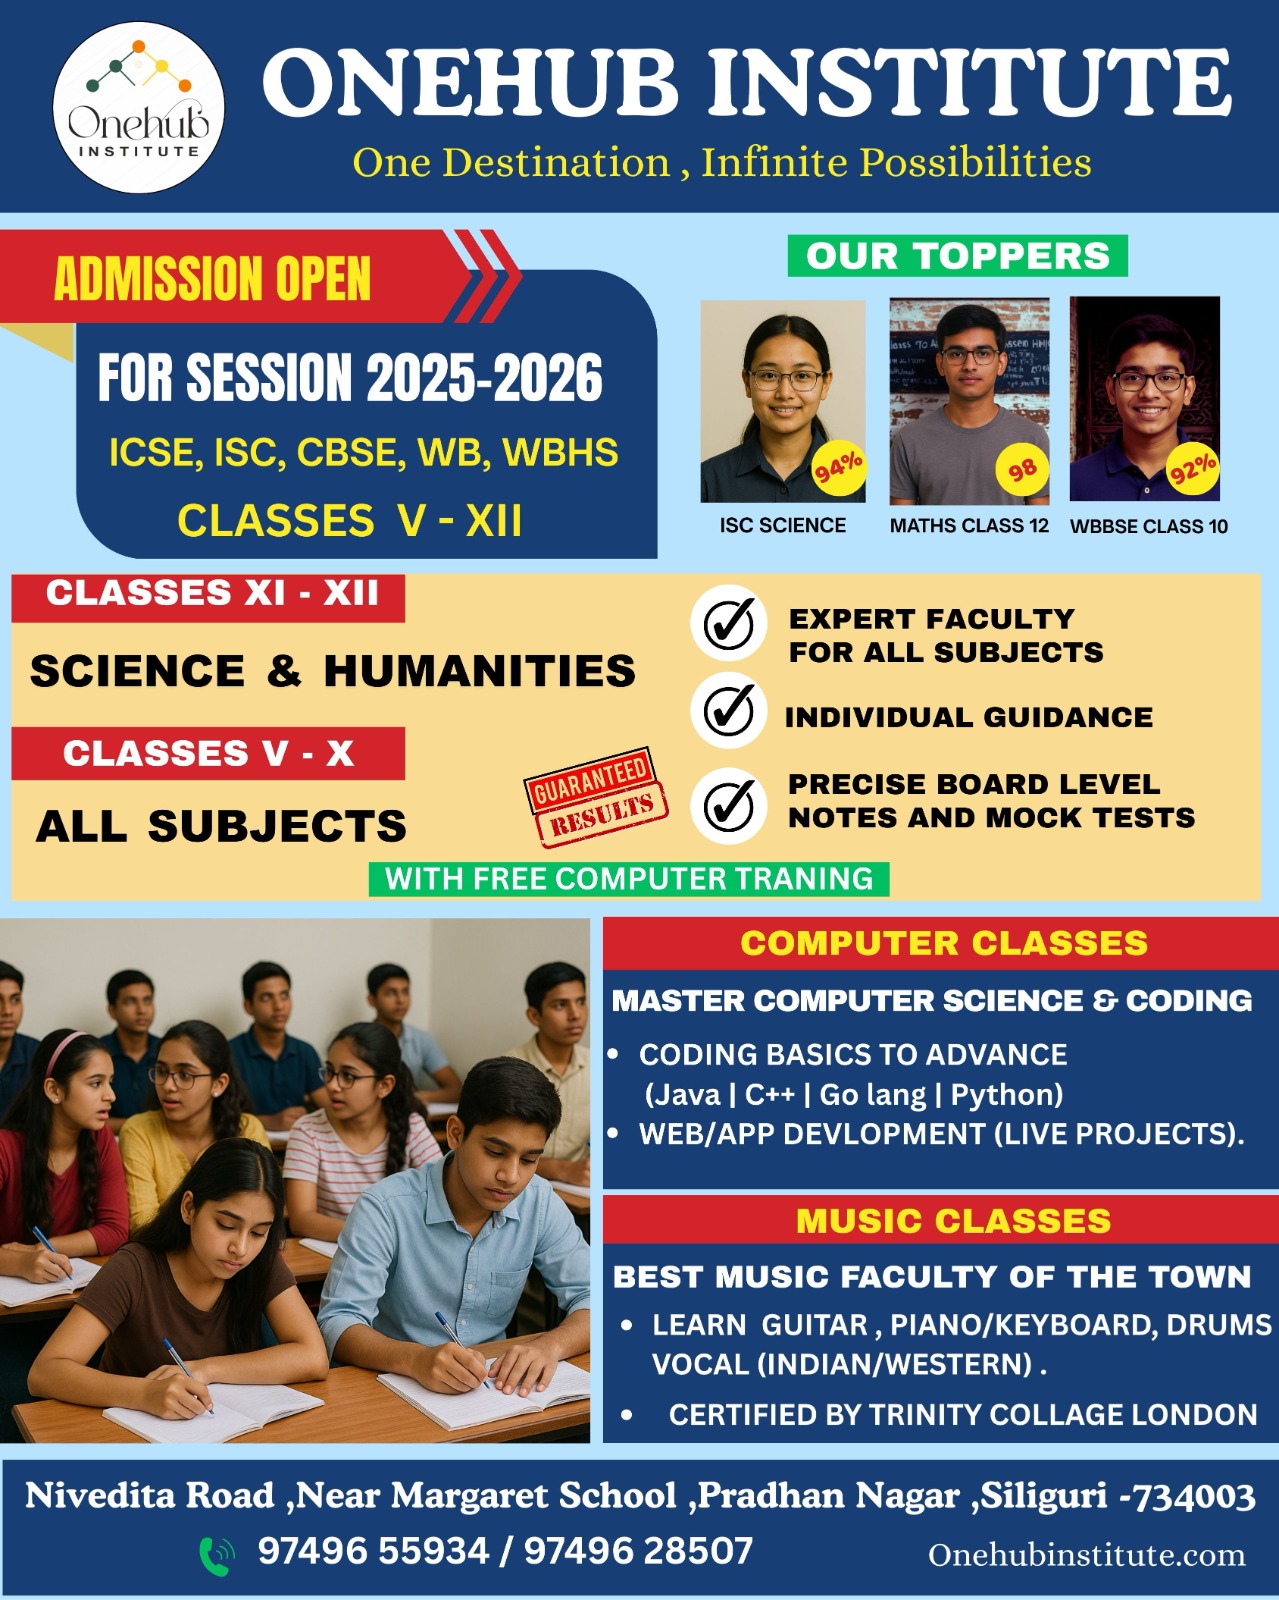 Onehub
INSTITUTE
ONEHUB INSTITUTE
One Destination , Infinite Possibilities
ADMISSION OPEN
FOR SESSION 2025-2026
ICSE, ISC, CBSE, WB, WBHS
CLASSES V - XII
OUR TOPPERS
94%
98
92%
ISC SCIENCE
MATHS CLASS 12
WBBSE CLASS 10
CLASSES XI - XII
SCIENCE & HUMANITIES
CLASSES V - X
ALL SUBJECTS
GUARANTEED
RESULTS
EXPERT FACULTY
FOR ALL SUBJECTS
INDIVIDUAL GUIDANCE
PRECISE BOARD LEVEL
NOTES AND MOCK TESTS
WITH FREE COMPUTER TRANING
COMPUTER CLASSES
MASTER COMPUTER SCIENCE & CODING
• CODING BASICS TO ADVANCE
(Java | C++ | Go lang | Python)
• WEB/APP DEVLOPMENT (LIVE PROJECTS).
MUSIC CLASSES
BEST MUSIC FACULTY OF THE TOWN
• LEARN GUITAR , PIANO/KEYBOARD, DRUMS
VOCAL (INDIAN/WESTERN) .
• CERTIFIED BY TRINITY COLLAGE LONDON
Nivedita Road ,Near Margaret School ,Pradhan Nagar ,Siliguri -734003
97496 55934 / 97496 28507
Onehubinstitute.com